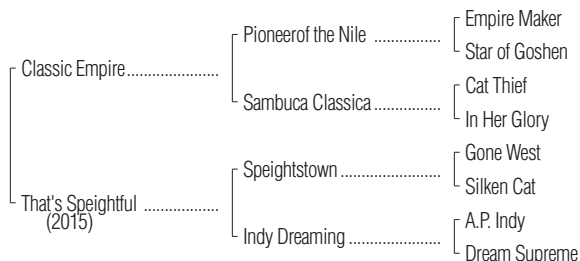 Empire Maker
Pioneerof the Nile ..................
Star of Goshen
Classic Empire.........................
Cat Thief
Sambuca Classica ..................
In Her Glory
Gone West
Speightstown ...........................
Silken Cat
That's Speightful ....................
(2015)
A.P. Indy
Indy Dreaming .........................
Dream Supreme